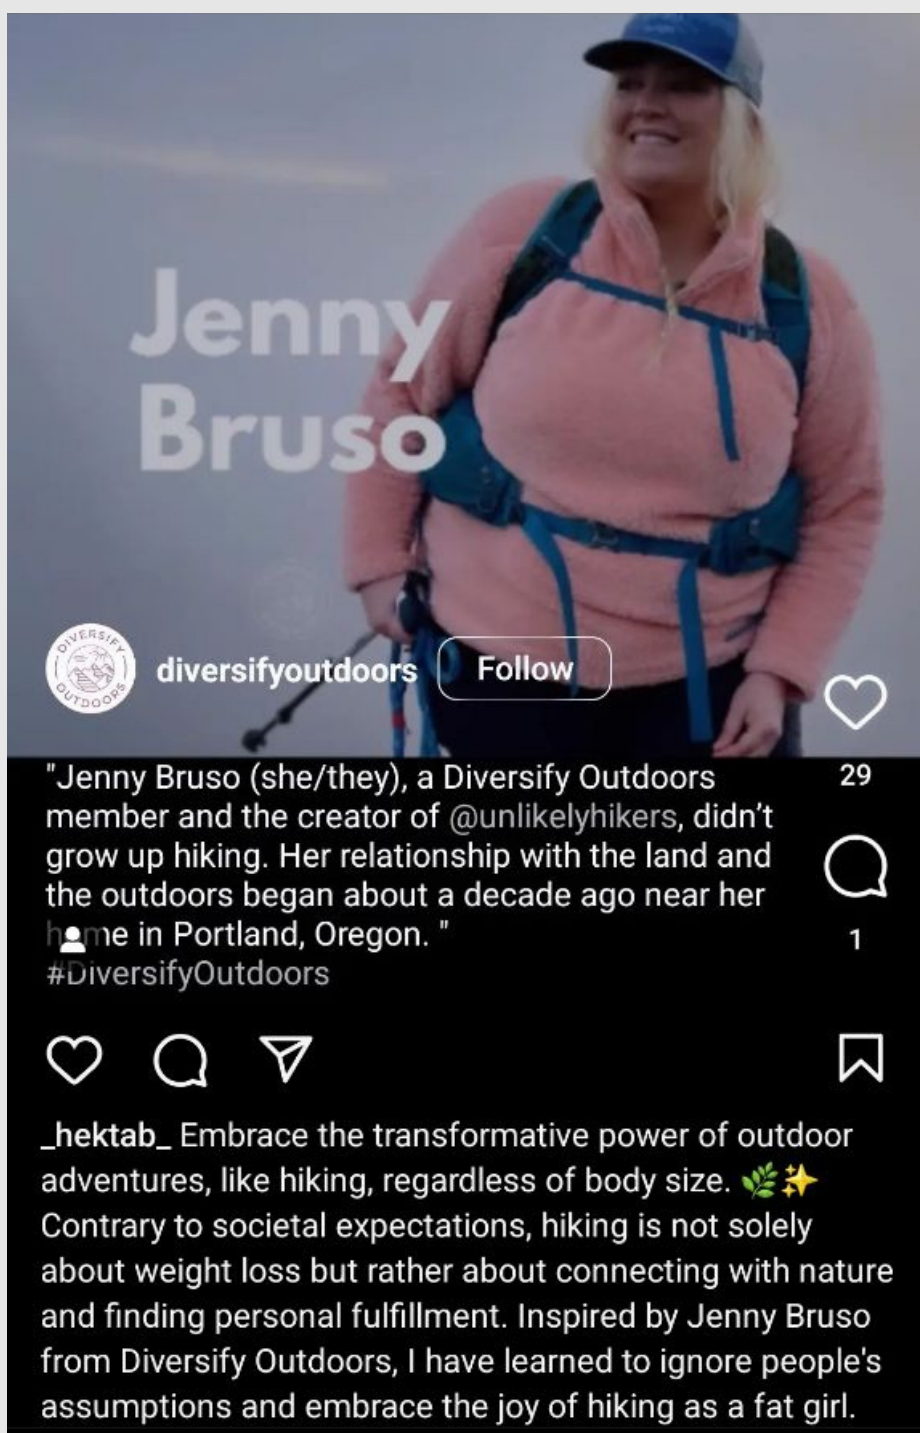 Jenny
Bruso
DIVERSIFY
OUTDOORS
diversifyoutdoors
Follow
"Jenny Bruso (she/they), a Diversify Outdoors
29
member and the creator of @unlikelyhikers, didn’t
grow up hiking. Her relationship with the land and
the outdoors began about a decade ago near her
home in Portland, Oregon. "
1
#DiversifyOutdoors
_hektab_ Embrace the transformative power of outdoor
adventures, like hiking, regardless of body size. 🌿✨
Contrary to societal expectations, hiking is not solely
about weight loss but rather about connecting with nature
and finding personal fulfillment. Inspired by Jenny Bruso
from Diversify Outdoors, I have learned to ignore people's
assumptions and embrace the joy of hiking as a fat girl.